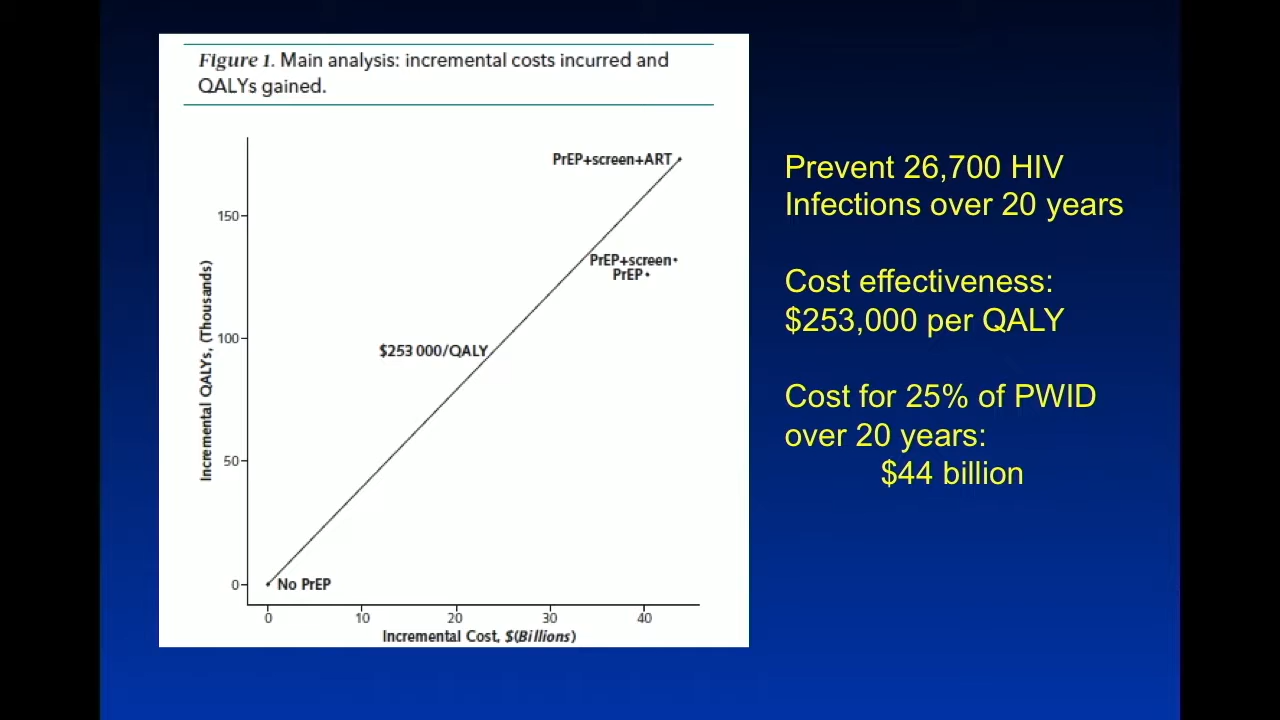 Figure 1. Main analysis: incremental costs incurred and
QALYs gained.
PrEP+screen+ART
150
PrEP+screen
PrEP
Incremental QALYs, (Thousands)
100
$253 000/QALY
50
0
No PrEP
0 10 20 30 40
Incremental Cost, $(Billions)
Prevent 26,700 HIV
Infections over 20 years
Cost effectiveness:
$253,000 per QALY
Cost for 25% of PWID
over 20 years:
$44 billion